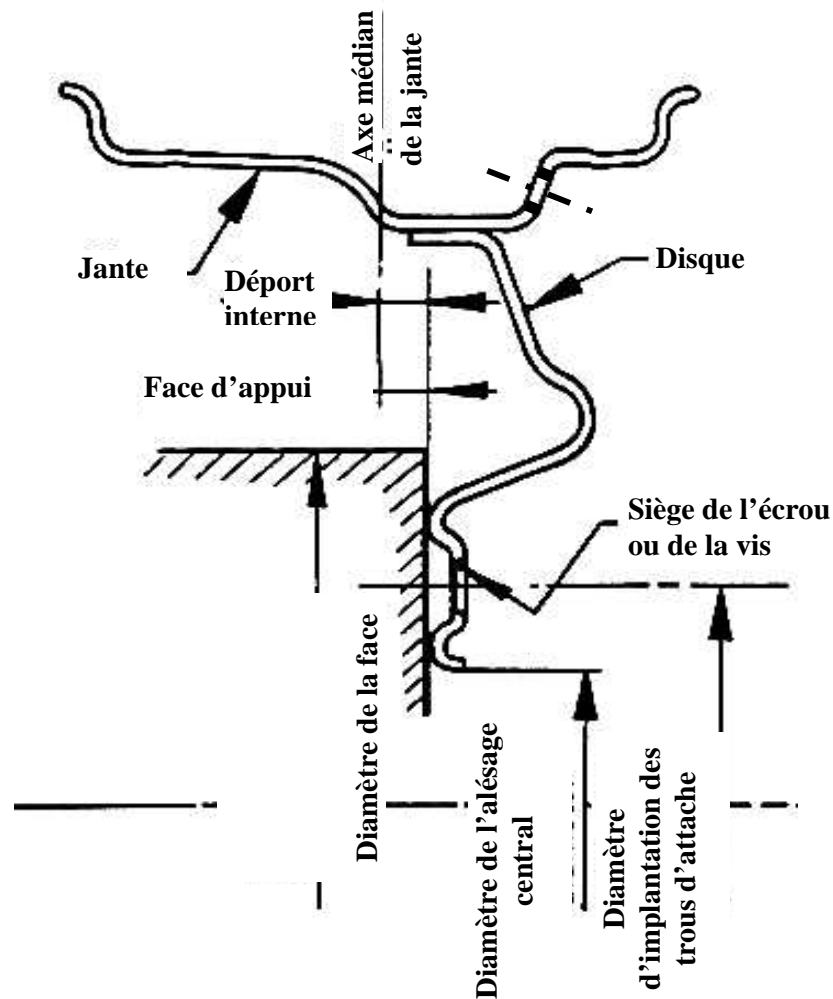 Axe médian
de la jante
Jante
Déport
interne
Disque
Face d'appui
Siège de l'écrou
ou de la vis
Diamètre de la face
Diamètre de l'alésage
central
Diamètre
d'implantation des
trous d'attache